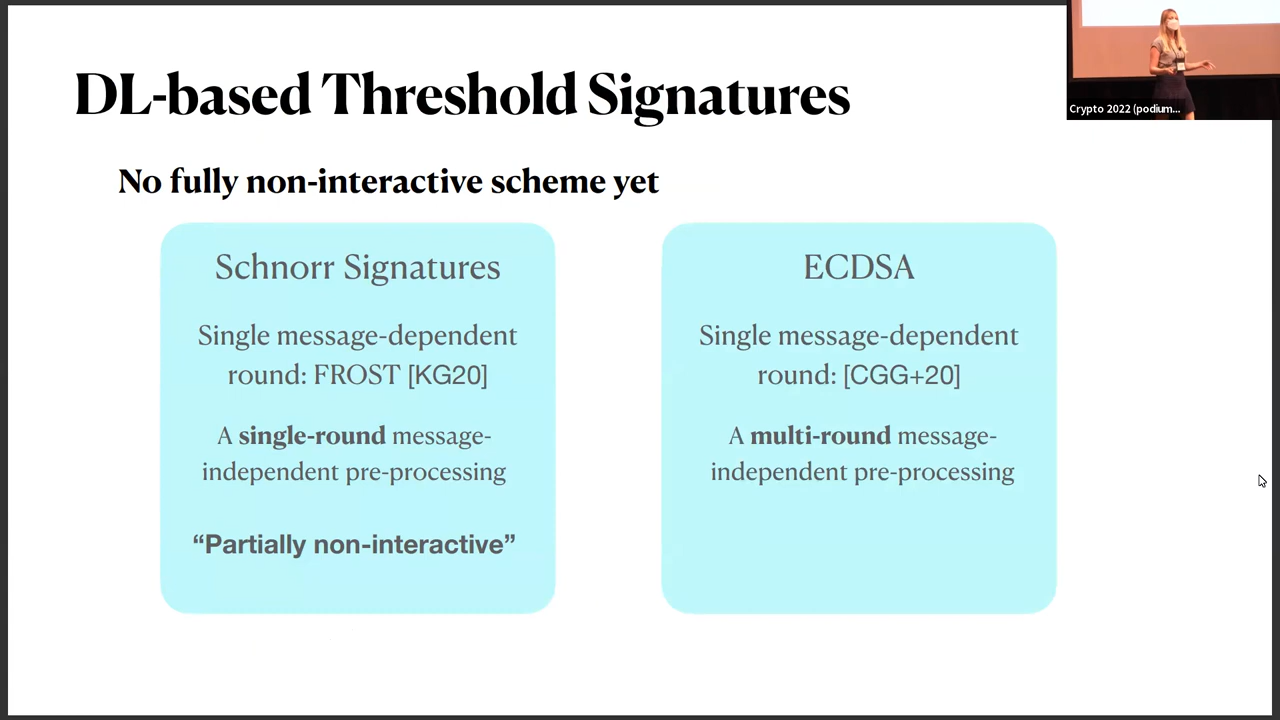 DL-based Threshold Signatures
Crypto 2022 (podium...
No fully non-interactive scheme yet
Schnorr Signatures
Single message-dependent
round: FROST [KG20]
A single-round message-
independent pre-processing
“Partially non-interactive”
ECDSA
Single message-dependent
round: [CGG+20]
A multi-round message-
independent pre-processing